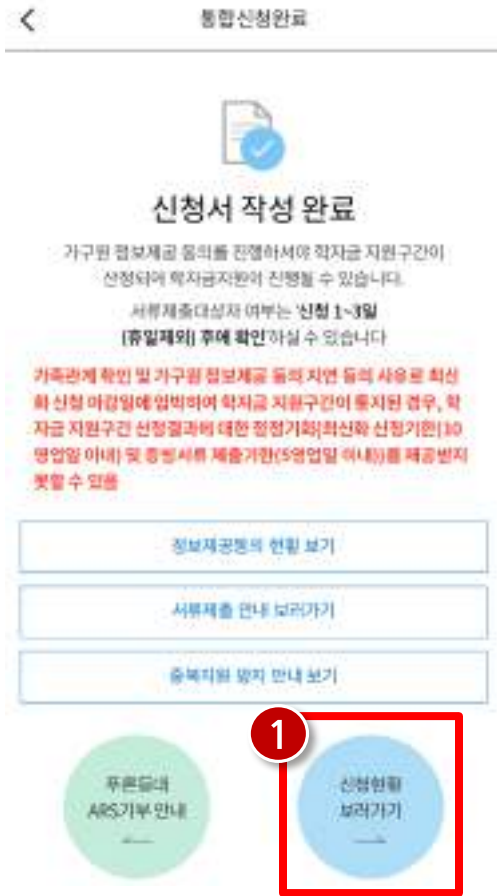 통합신청완료
신청서 작성 완료
가구원 정보제공 동의를 진행하셔야 학자금 지원구간이
산정되어 학자금지원이 진행될 수 있습니다.
서류제출대상자 여부는 '신청 1~3일
(휴일제외) 후에 확인'하실 수 있습니다
가족관계 확인 및 가구원 정보제공 동의 지연 등의 사유로 최신
화 신청 마감일에 임박하여 학자금 지원구간이 통지된 경우, 학
자금 지원구간 산정결과에 대한 정정기회(최신화 신청기한(10
영업일 이내) 및 증빙서류 제출기한(5영업일 이내))를 제공받지
못할 수 있음
정보제공동의 현황 보기
서류제출 안내 보러가기
중복지원 방지 안내 보기
1
푸른등대
ARS기부 안내
신청현황
보러가기